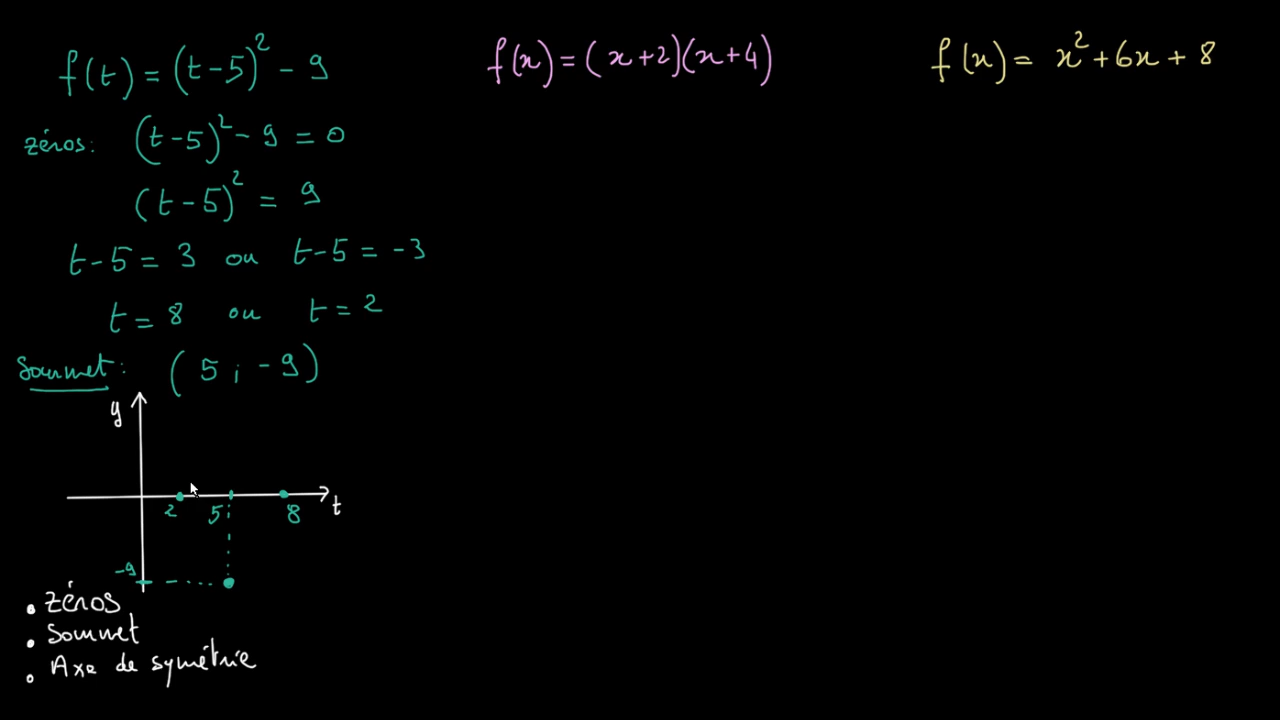 f(t) = (t-5)² - 9
zéros: (t-5)² - 9 = 0
(t-5)² = 9
t-5 = 3 ou t-5 = -3
t = 8 ou t = 2
Sommet: (5 ; -9)
y
2 5 8 t
-9
• zéros
• Sommet
• Axe de symétrie
f(x) = (x+2)(x+4)
f(x) = x² + 6x + 8